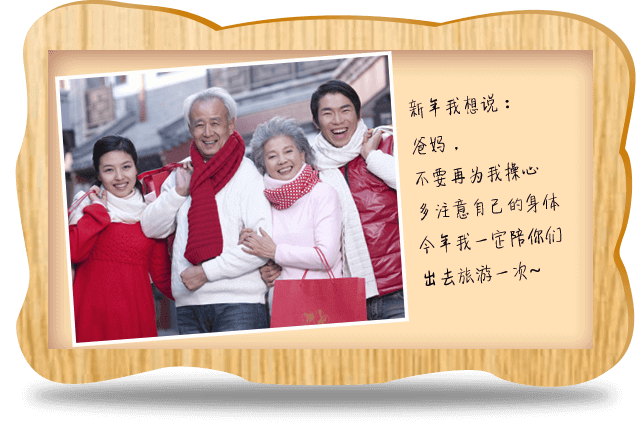 新年我想说：
爸妈．
不要再为我操心
多注意自己的身体
今年我一定陪你们
出去旅游一次~